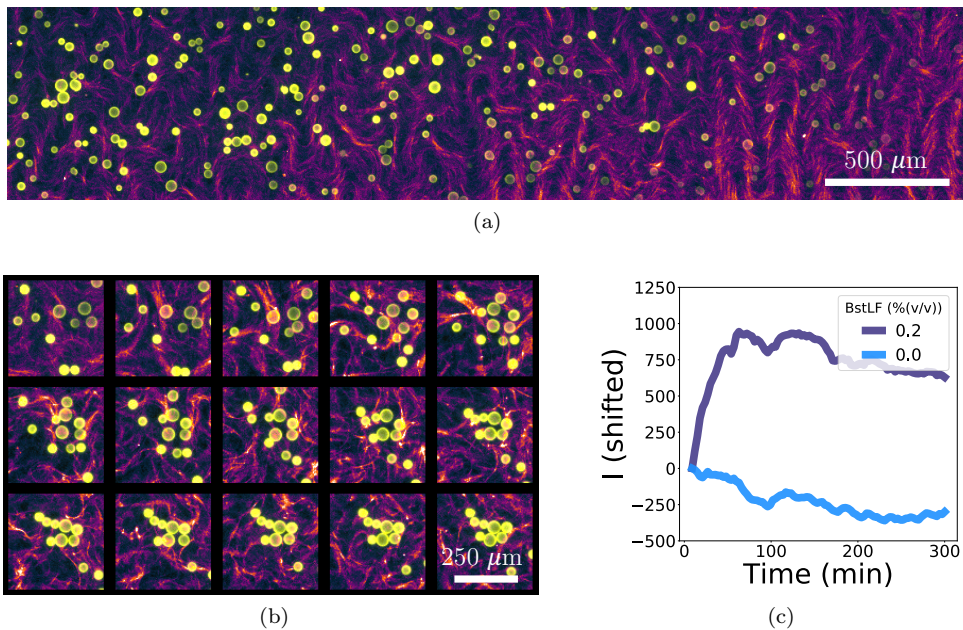 500 μm
(a)
250 μm
(b)
I (shifted)
1250
1000
750
500
250
0
−250
−500
BstLF (%(v/v))
0.2
0.0
0
100
200
300
Time (min)
(c)